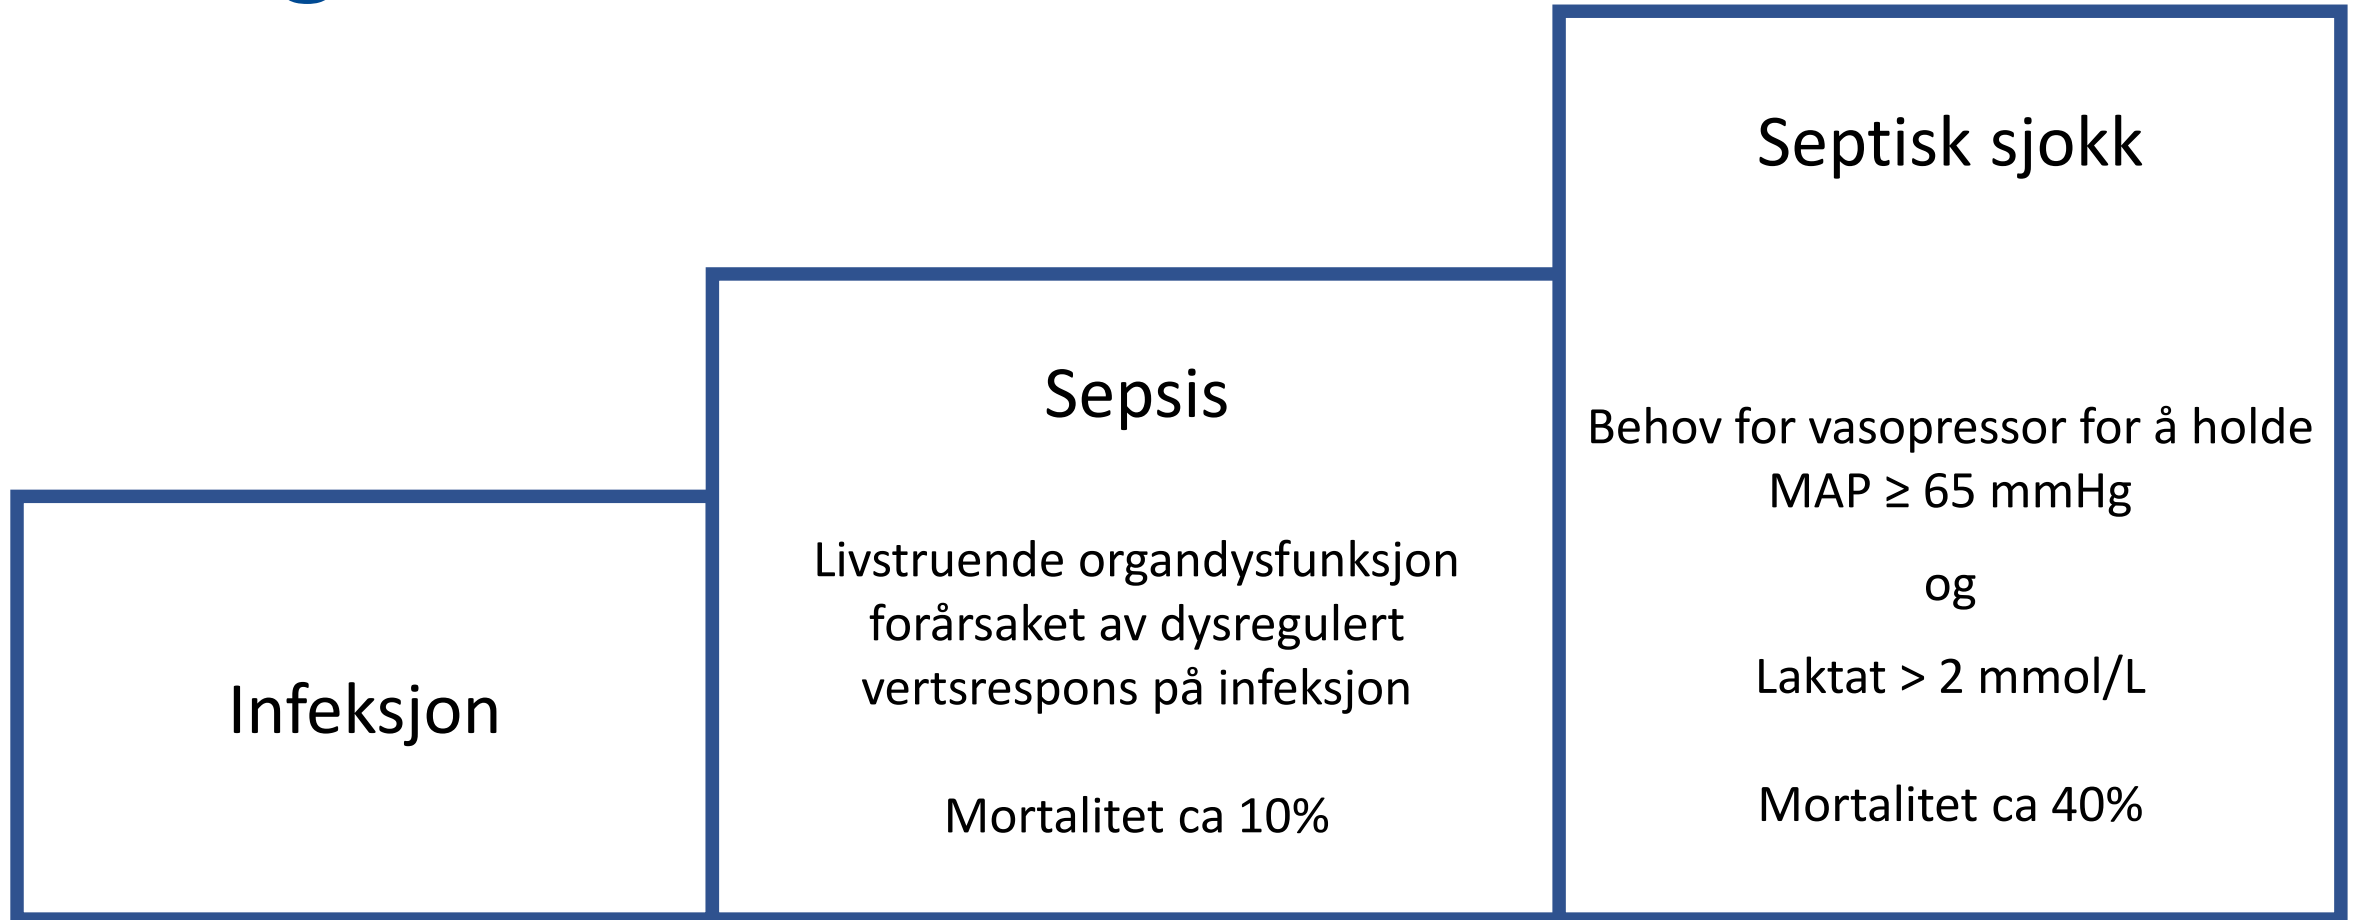 Infeksjon
Sepsis
Livstruende organdysfunksjon
forårsaket av dysregulert
vertsrespons på infeksjon
Mortalitet ca 10%
Septisk sjokk
Behov for vasopressor for å holde
MAP ≥ 65 mmHg
og
Laktat > 2 mmol/L
Mortalitet ca 40%